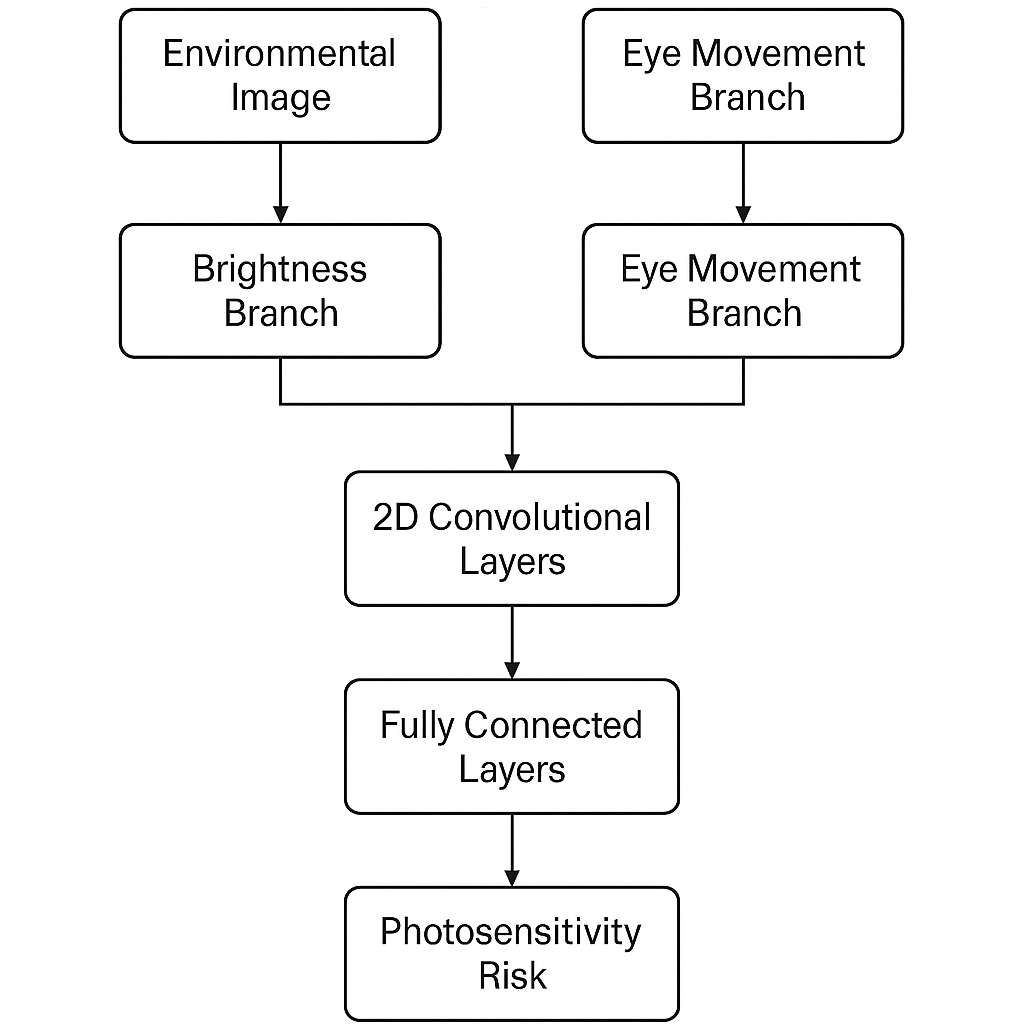 Environmental
Image
Eye Movement
Branch
Brightness
Branch
Eye Movement
Branch
2D Convolutional
Layers
Fully Connected
Layers
Photosensitivity
Risk